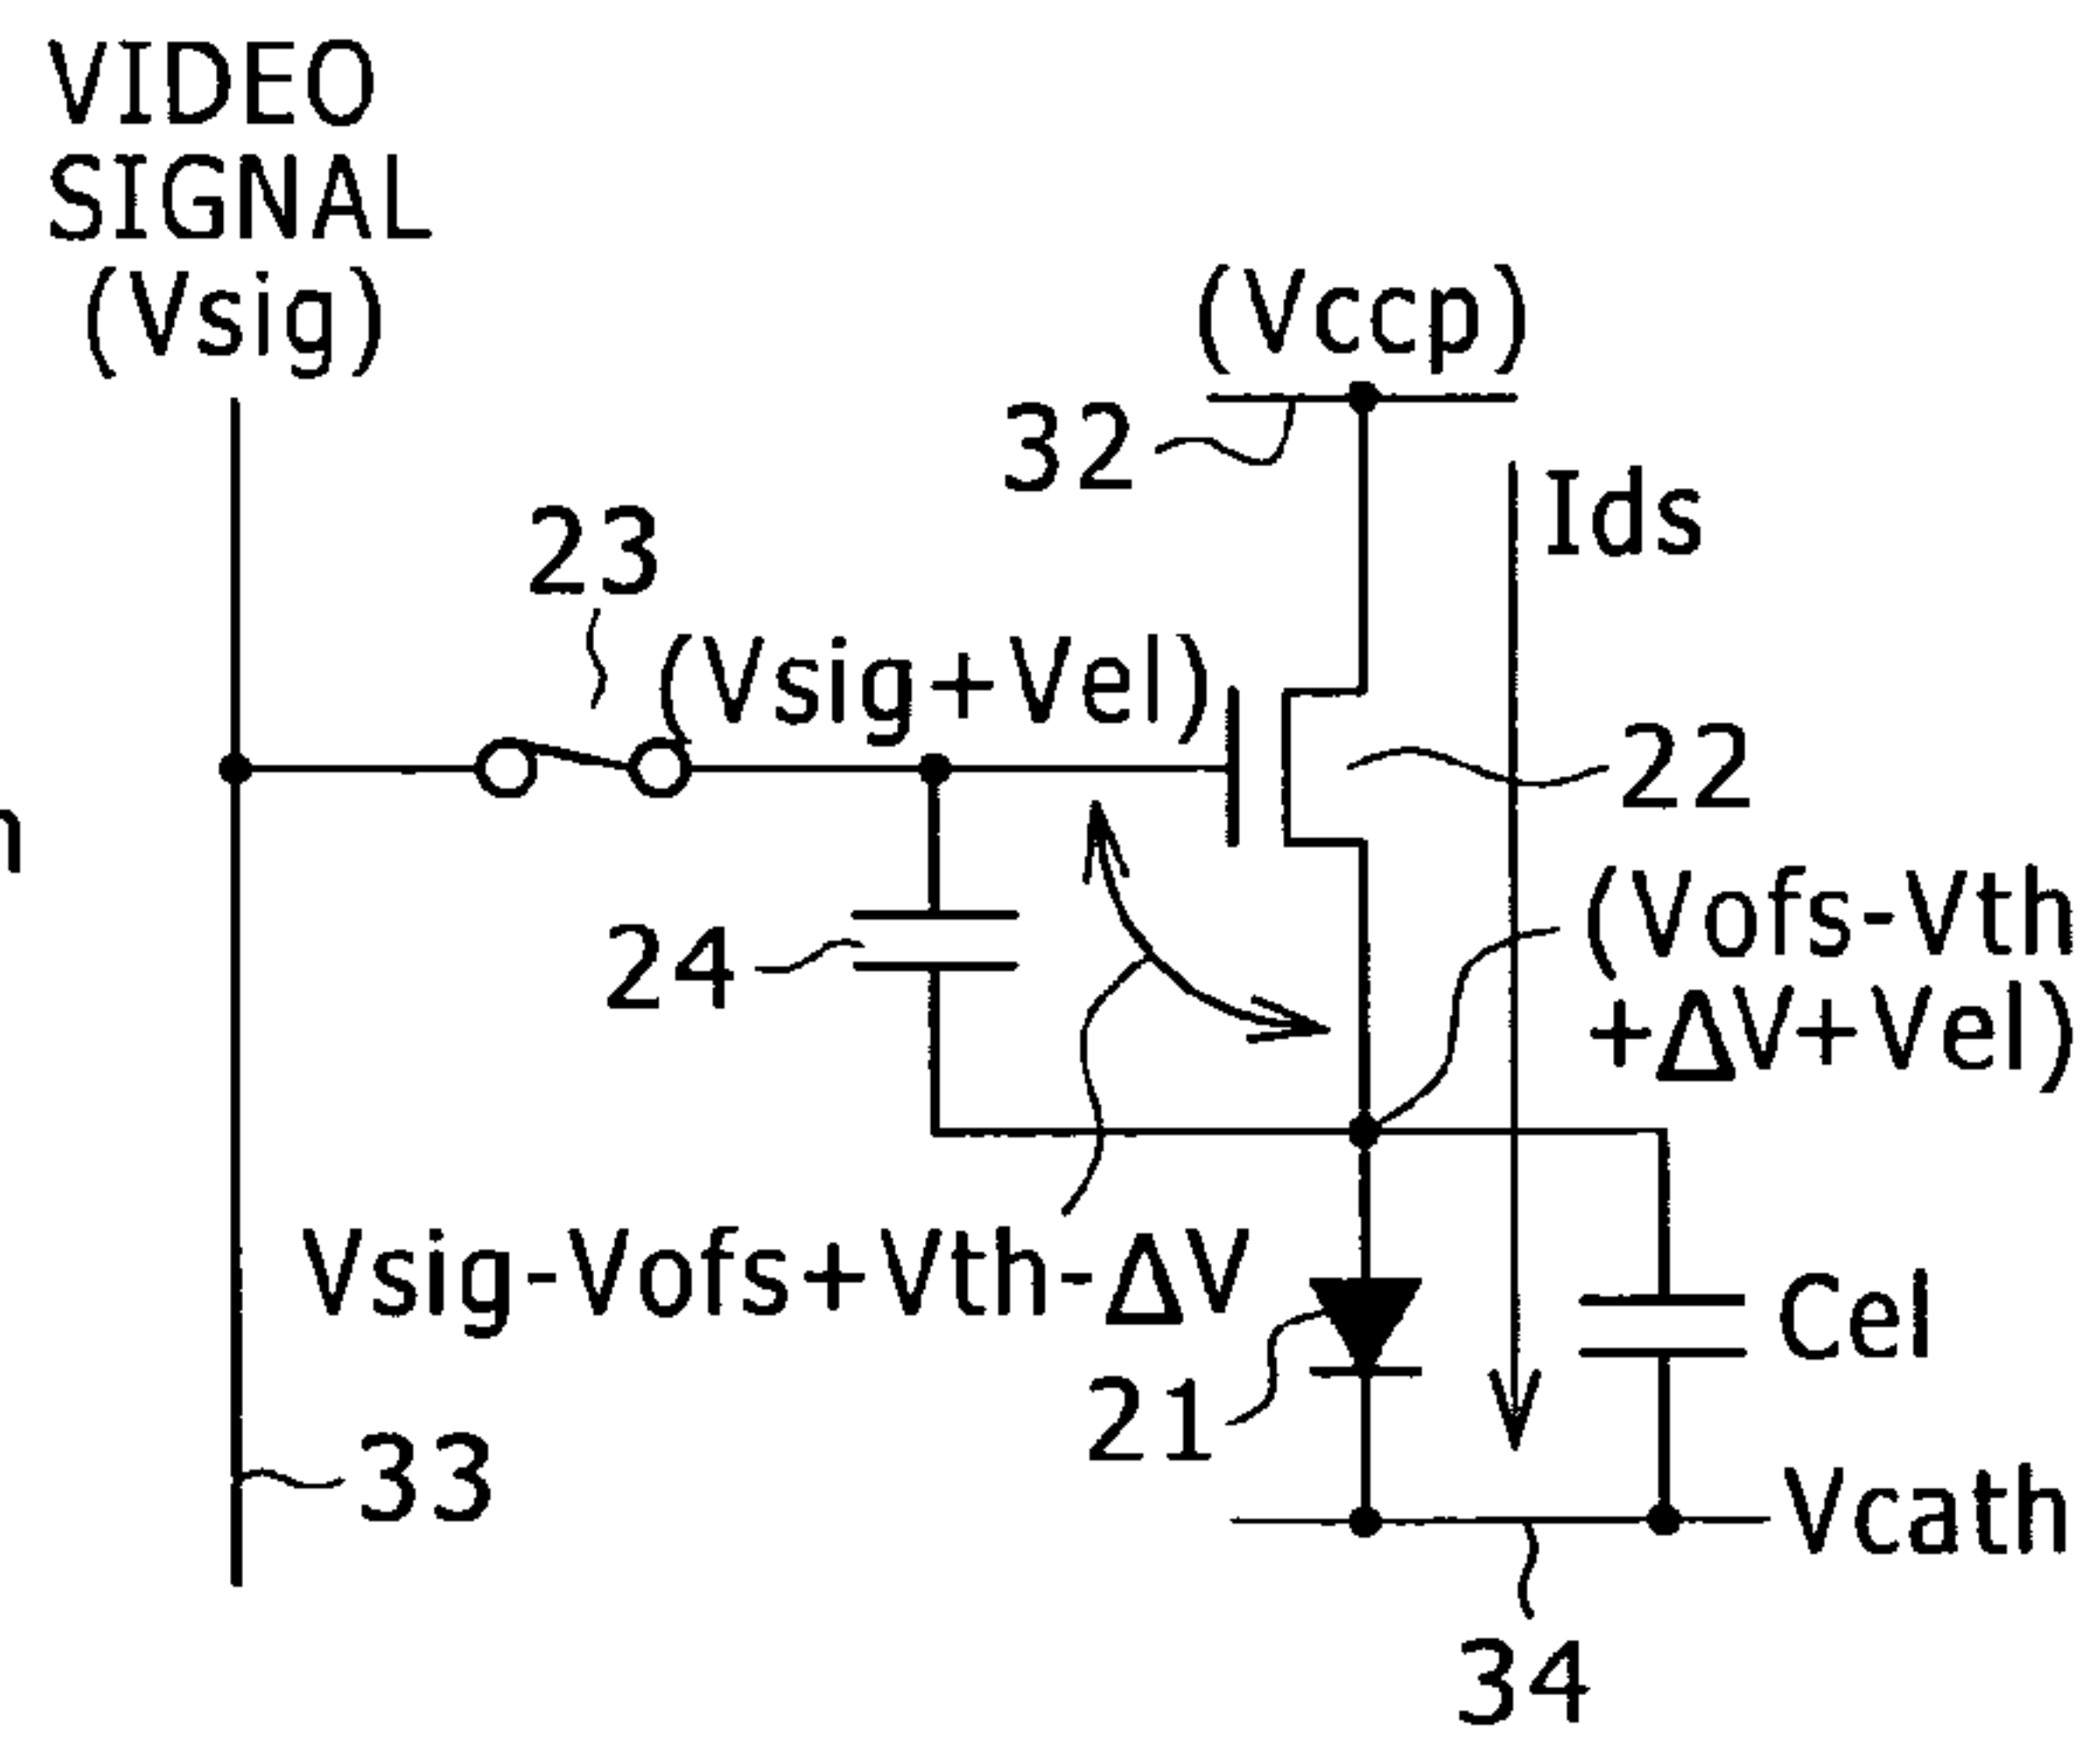 VIDEO
SIGNAL
(Vsig)
(Vccp)
32
Ids
23
(Vsig+Vel)
22
24
(Vofs-Vth
+ΔV+Vel)
Vsig-Vofs+Vth-ΔV
Cel
21
33
Vcath
34